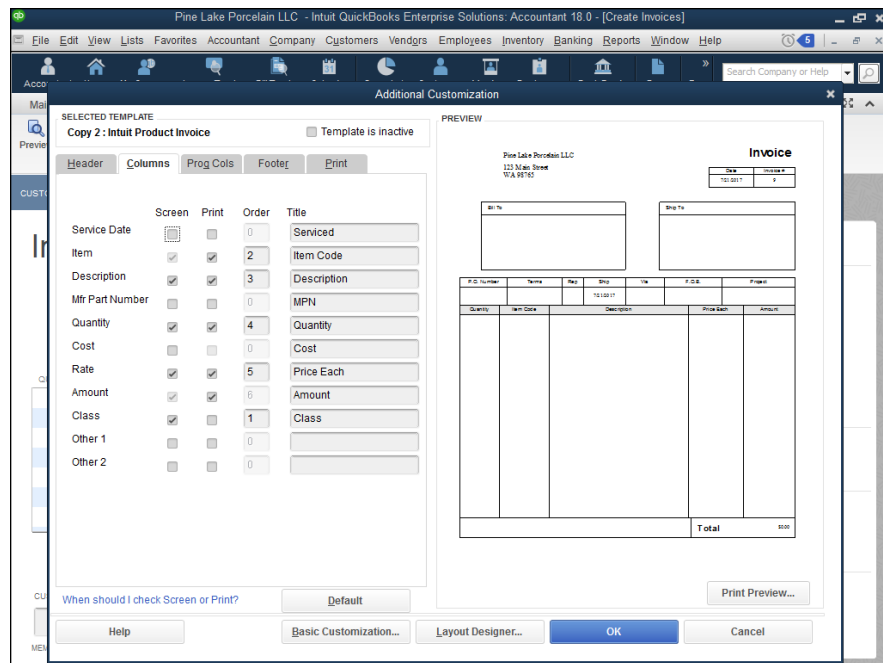 qb Pine Lake Porcelain LLC - Intuit QuickBooks Enterprise Solutions: Accountant 18.0 - [Create Invoices]
File Edit View Lists Favorites Accountant Company Customers Vendors Employees Inventory Banking Reports Window Help 5
Search Company or Help
Additional Customization
SELECTED TEMPLATE
Copy 2 : Intuit Product Invoice
Template is inactive
Header Columns Prog Cols Footer Print
Screen Print Order Title
Service Date 0 Serviced
Item 2 Item Code
Description 3 Description
Mfr Part Number 0 MPN
Quantity 4 Quantity
Cost 0 Cost
Rate 5 Price Each
Amount 6 Amount
Class 1 Class
Other 1 0
Other 2 0
When should I check Screen or Print?
Default
PREVIEW
Pine Lake Porcelain LLC
123 Main Street
WA 98765
Invoice
Date Invoice #
7/21/2017 9
Bill To
Ship To
P.O. Number Terms Rep Ship Via F.O.B. Project
7/21/2017
Quantity Item Code Description Price Each Amount
Total $0.00
Print Preview...
Help Basic Customization... Layout Designer... OK Cancel